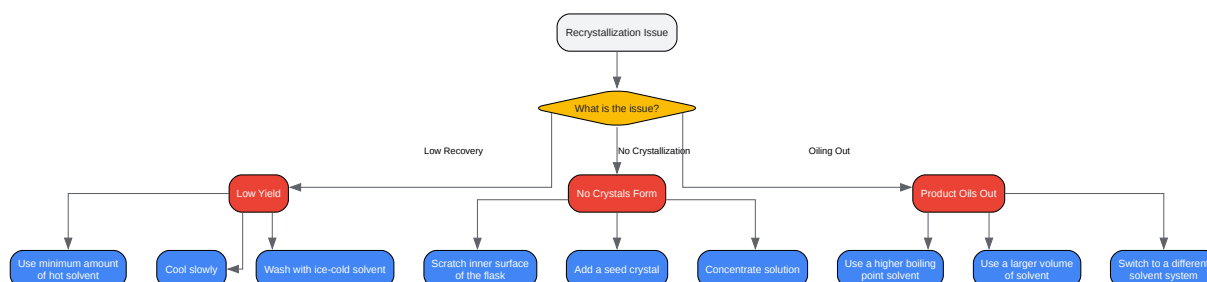 Recrystallization Issue
What is the issue?
Low Recovery
No Crystallization
Oiling Out
Low Yield
No Crystals Form
Product Oils Out
Use minimum amount
of hot solvent
Cool slowly
Wash with ice-cold solvent
Scratch inner surface
of the flask
Add a seed crystal
Concentrate solution
Use a higher boiling
point solvent
Use a larger volume
of solvent
Switch to a different
solvent system